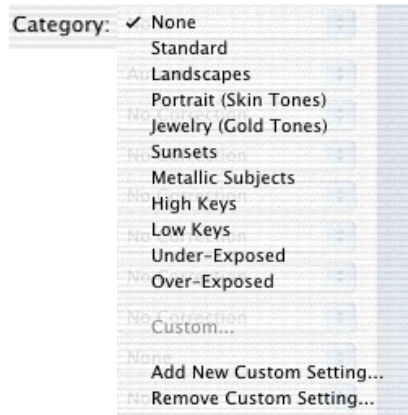 Category: ✓ None
Standard
Landscapes
Portrait (Skin Tones)
Jewelry (Gold Tones)
Sunsets
Metallic Subjects
High Keys
Low Keys
Under-Exposed
Over-Exposed
Custom...
None
Add New Custom Setting...
Remove Custom Setting...